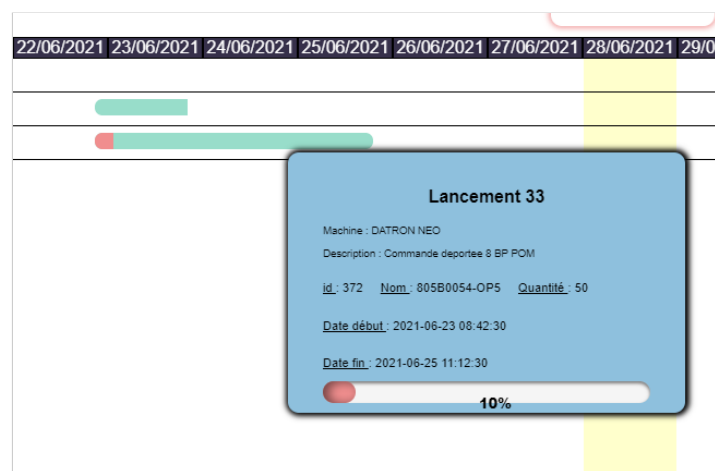 22/06/2021 23/06/2021 24/06/2021 25/06/2021 26/06/2021 27/06/2021 28/06/2021 29/0
Lancement 33
Machine : DATRON NEO
Description : Commande deportee 8 BP POM
id : 372 Nom : 805B0054-OP5 Quantité : 50
Date début : 2021-06-23 08:42:30
Date fin : 2021-06-25 11:12:30
10%